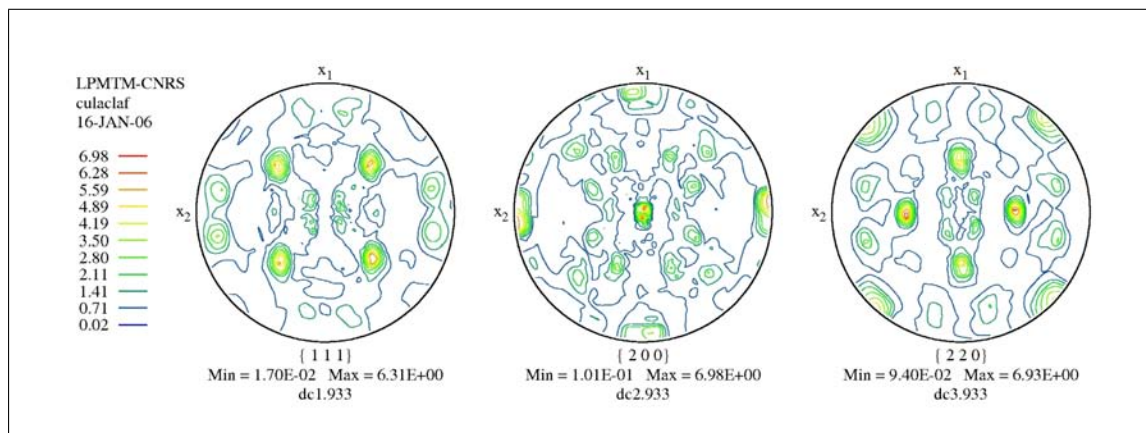 LPMTM-CNRS
culaclaf
16-JAN-06
6.98
6.28
5.59
4.89
4.19
3.50
2.80
2.11
1.41
0.71
0.02
x1
x2
{ 1 1 1}
Min = 1.70E-02 Max = 6.31E+00
dc1.933
x1
x2
{ 2 0 0}
Min = 1.01E-01 Max = 6.98E+00
dc2.933
x1
x2
{ 2 2 0}
Min = 9.40E-02 Max = 6.93E+00
dc3.933